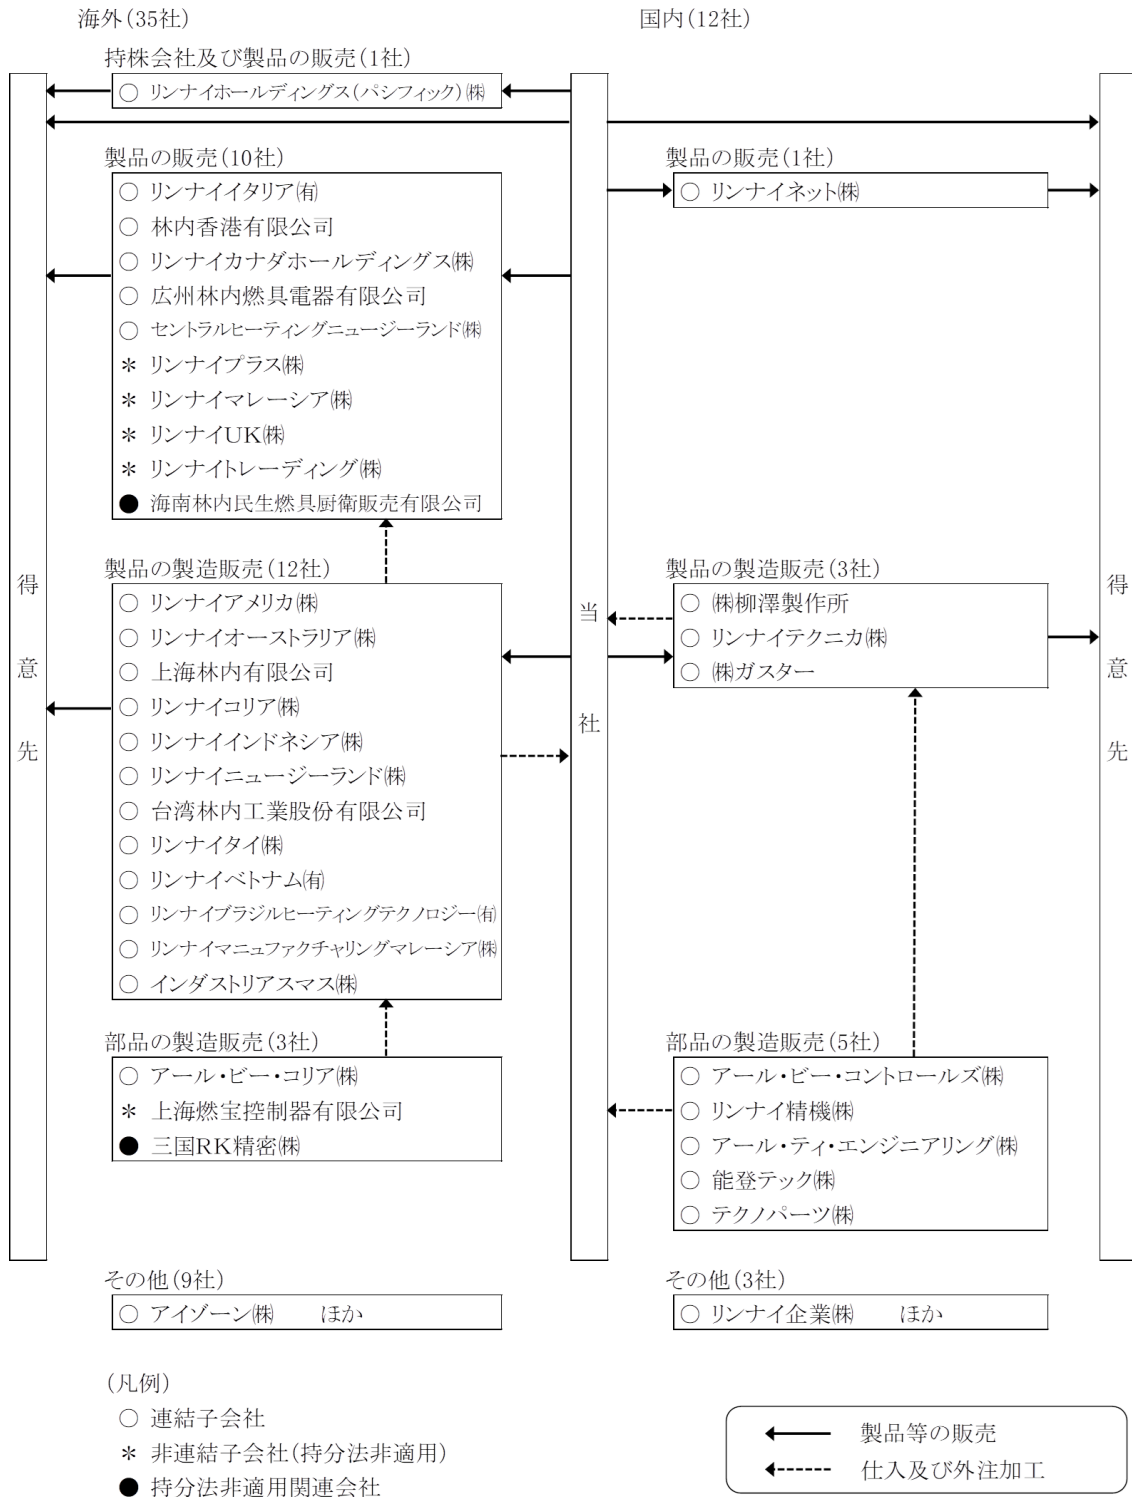 海外(35社)
国内(12社)
持株会社及び製品の販売(1社)
○ リンナイホールディングス(パシフィック)㈱
製品の販売(10社)
○ リンナイイタリア㈲
○ 林内香港有限公司
○ リンナイカナダホールディングス㈱
○ 広州林内燃具電器有限公司
○ セントラルヒーティングニュージーランド㈱
＊ リンナイプラス㈱
＊ リンナイマレーシア㈱
＊ リンナイUK㈱
＊ リンナイトレーディング㈱
● 海南林内民生燃具厨衛販売有限公司
製品の販売(1社)
○ リンナイネット㈱
製品の製造販売(12社)
○ リンナイアメリカ㈱
○ リンナイオーストラリア㈱
○ 上海林内有限公司
○ リンナイコリア㈱
○ リンナイインドネシア㈱
○ リンナイニュージーランド㈱
○ 台湾林内工業股份有限公司
○ リンナイタイ㈱
○ リンナイベトナム㈲
○ リンナイブラジルヒーティングテクノロジー㈲
○ リンナイマニュファクチャリングマレーシア㈱
○ インダストリアスマス㈱
製品の製造販売(3社)
○ ㈱柳澤製作所
○ リンナイテクニカ㈱
○ ㈱ガスター
得意先
当社
得意先
部品の製造販売(3社)
○ アール・ビー・コリア㈱
＊ 上海燃宝控制器有限公司
● 三国RK精密㈱
部品の製造販売(5社)
○ アール・ビー・コントロールズ㈱
○ リンナイ精機㈱
○ アール・ティ・エンジニアリング㈱
○ 能登テック㈱
○ テクノパーツ㈱
その他(9社)
○ アイゾーン㈱　ほか
その他(3社)
○ リンナイ企業㈱　ほか
(凡例)
○ 連結子会社
＊ 非連結子会社(持分法非適用)
● 持分法非適用関連会社
製品等の販売
仕入及び外注加工